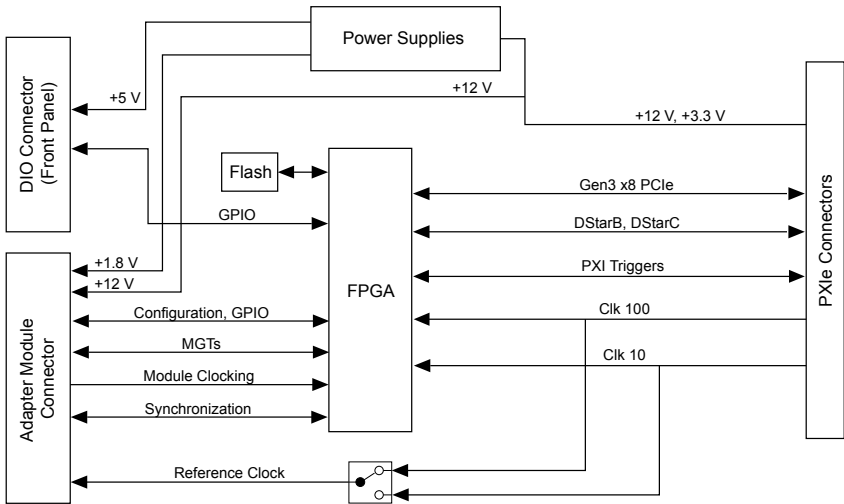 Power Supplies
DIO Connector
(Front Panel)
+5 V
+12 V
+12 V, +3.3 V
Flash
GPIO
FPGA
Gen3 x8 PCIe
DStarB, DStarC
PXI Triggers
Clk 100
Clk 10
PXIe Connectors
Adapter Module
Connector
+1.8 V
+12 V
Configuration, GPIO
MGTs
Module Clocking
Synchronization
Reference Clock